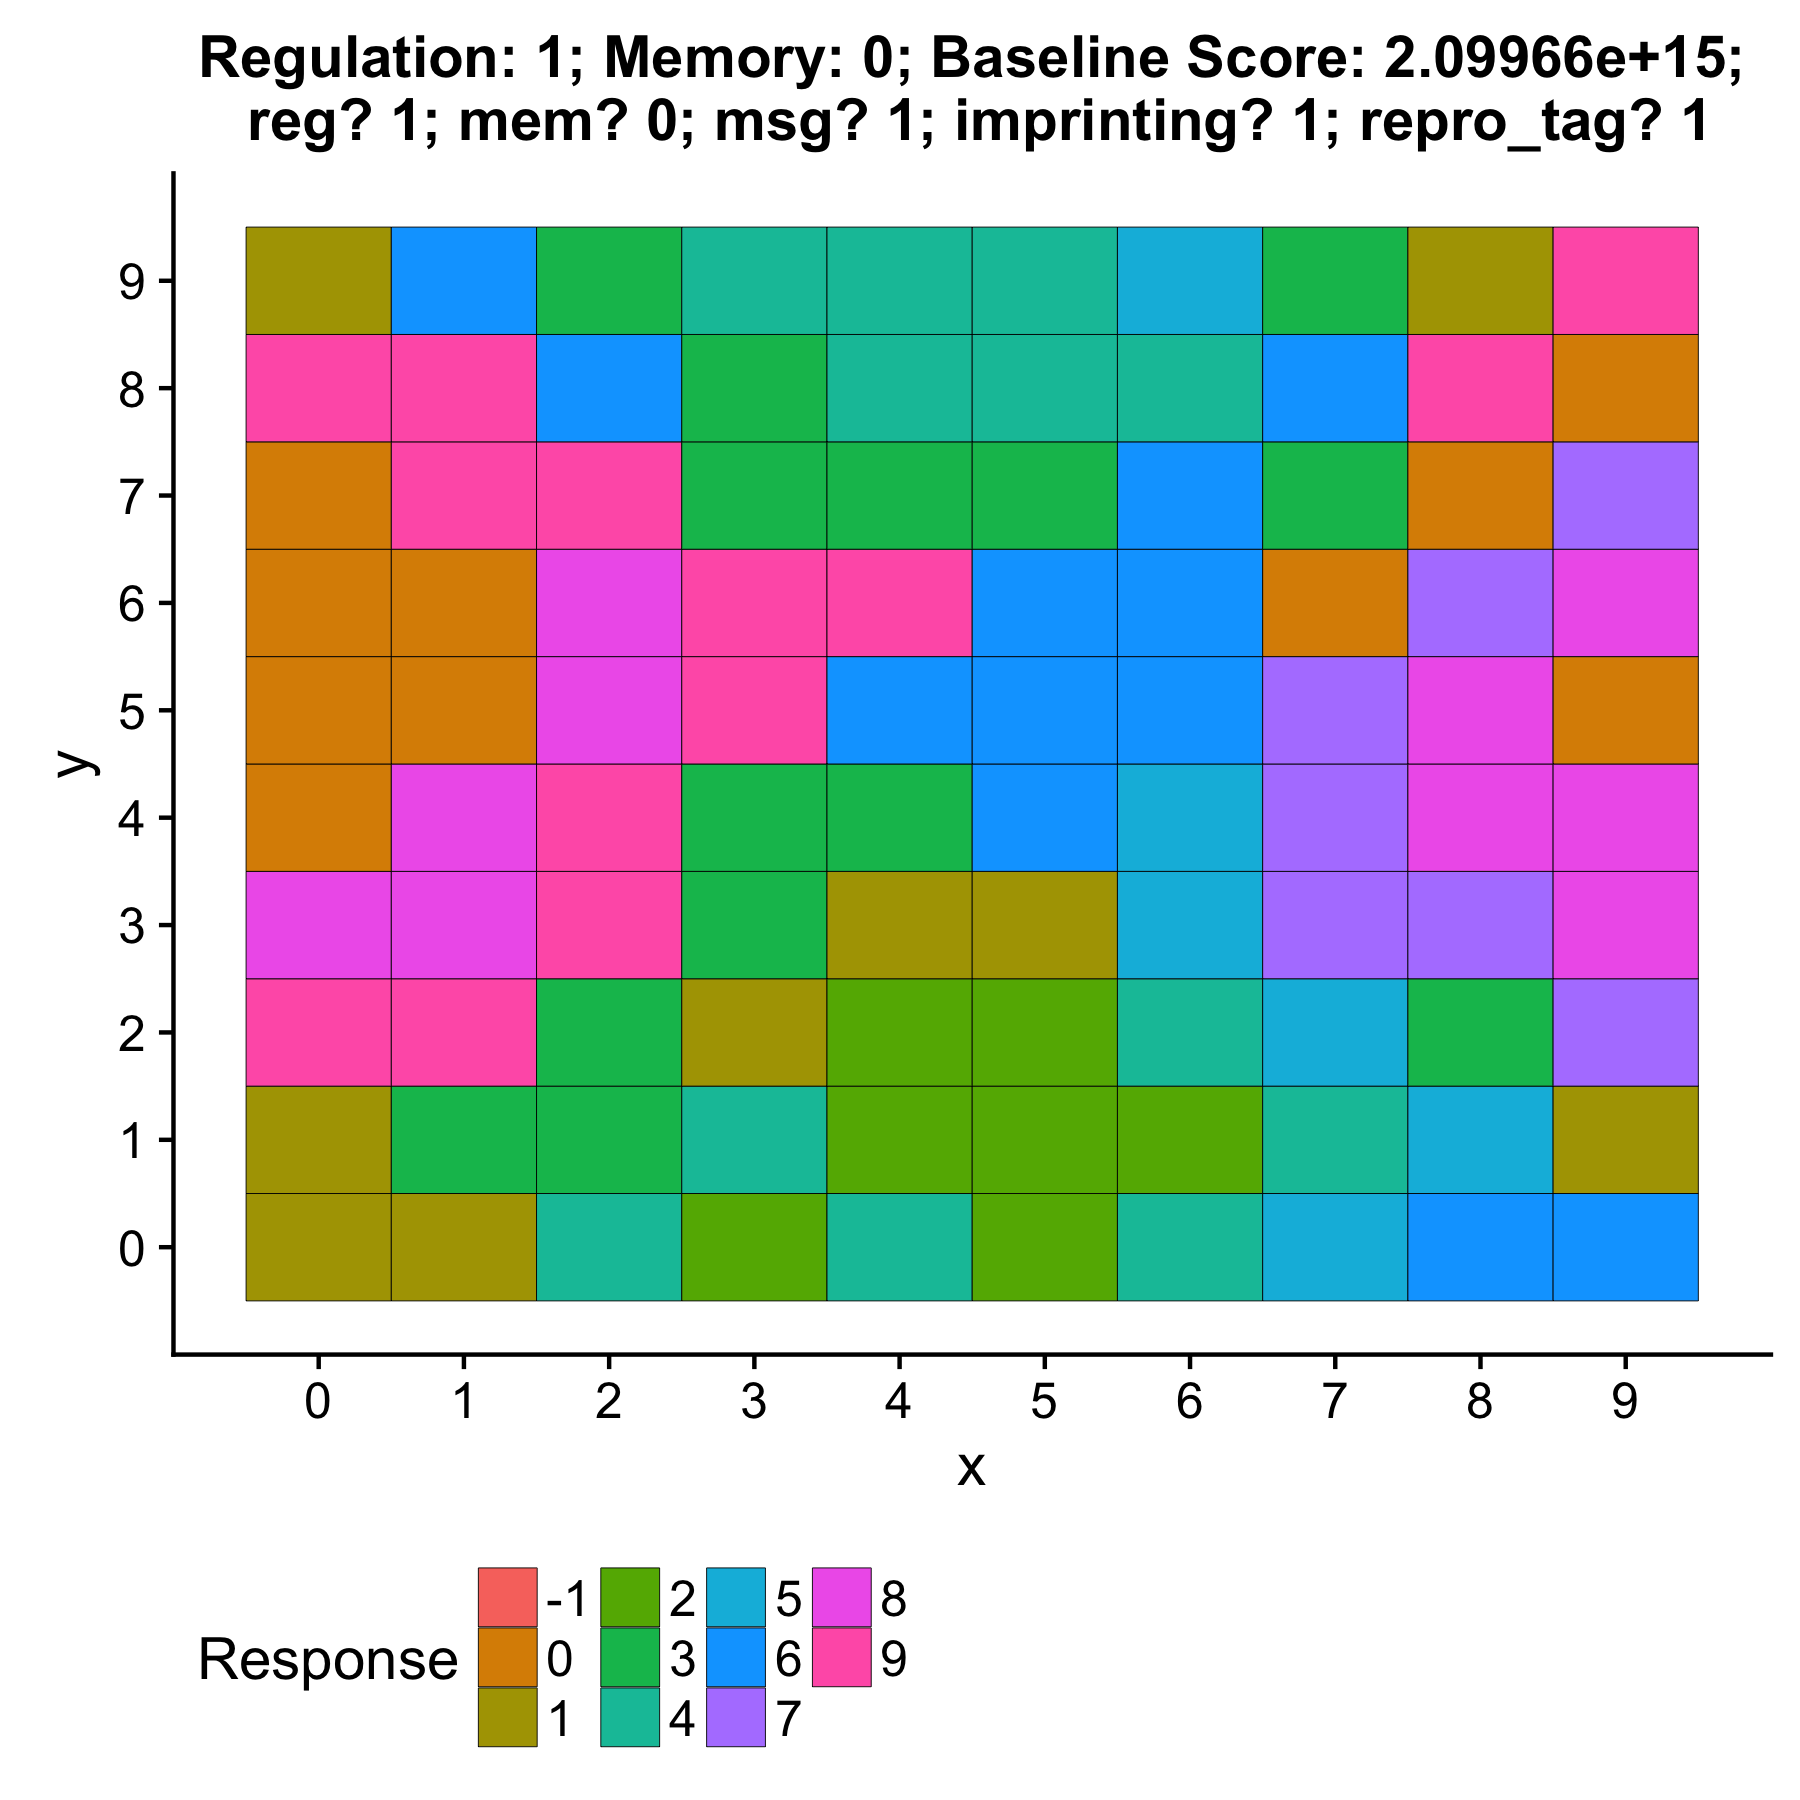 Regulation: 1; Memory: 0; Baseline Score: 2.09966e+15;
reg? 1; mem? 0; msg? 1; imprinting? 1; repro_tag? 1
9
8
7
6
5
4
3
2
1
0
y
0 1 2 3 4 5 6 7 8 9
x
Response
-1 2 5 8
0 3 6 9
1 4 7